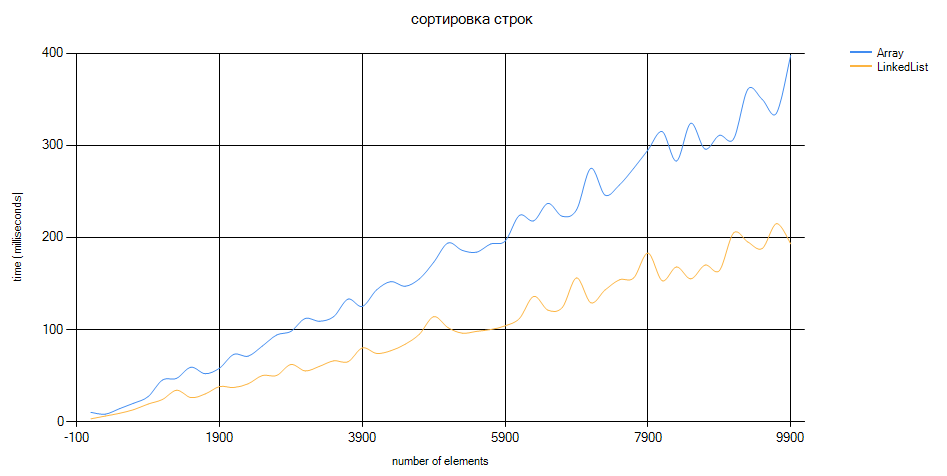 сортировка строк
Array
LinkedList
400
300
200
100
0
time (milliseconds)
-100 1900 3900 5900 7900 9900
number of elements